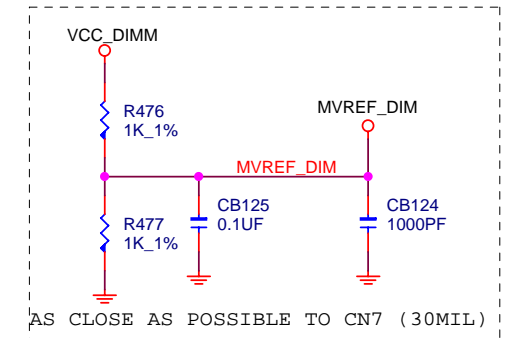 VCC_DIMM
R476
1K_1%
MVREF_DIM
MVREF_DIM
R477
1K_1%
CB125
0.1UF
CB124
1000PF
AS CLOSE AS POSSIBLE TO CN7 (30MIL)